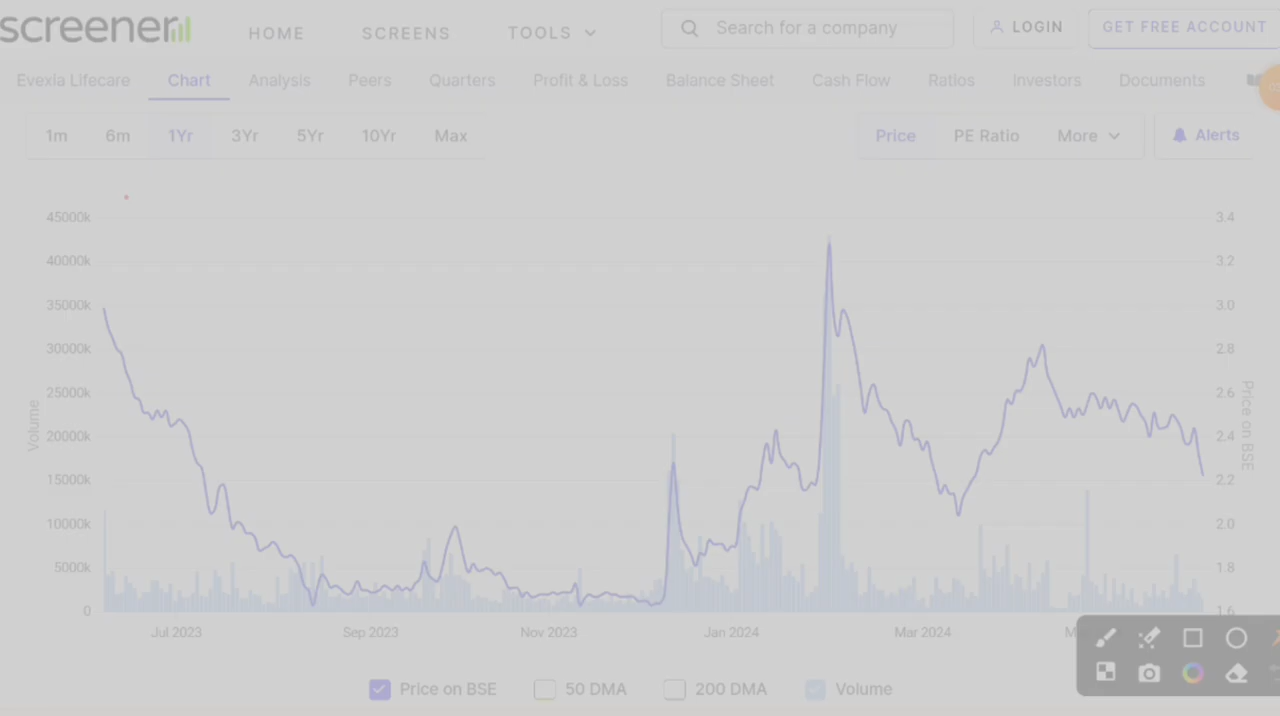 screener
HOME SCREENS TOOLS Search for a company LOGIN GET FREE ACCOUNT
Evexia Lifecare Chart Analysis Peers Quarters Profit & Loss Balance Sheet Cash Flow Ratios Investors Documents
1m 6m 1Yr 3Yr 5Yr 10Yr Max Price PE Ratio More Alerts
45000k 3.4
40000k 3.2
35000k 3.0
30000k 2.8
25000k 2.6
20000k 2.4
15000k 2.2
10000k 2.0
5000k 1.8
0 1.6
Volume
Price on BSE
Jul 2023 Sep 2023 Nov 2023 Jan 2024 Mar 2024
Price on BSE 50 DMA 200 DMA Volume